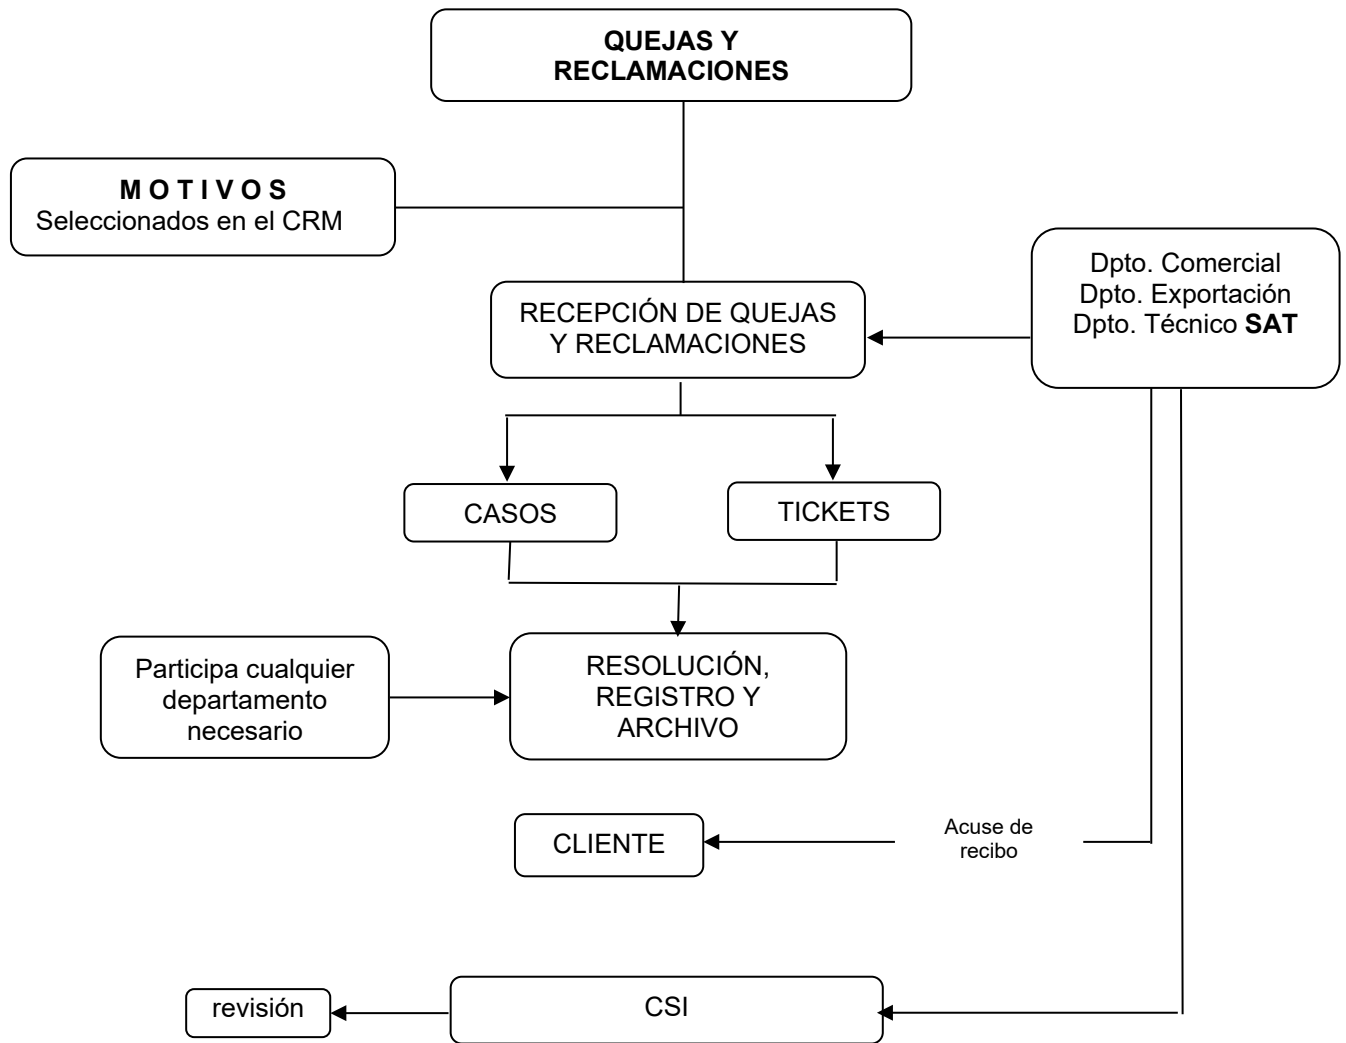 QUEJAS Y
RECLAMACIONES
M O T I V O S
Seleccionados en el CRM
Dpto. Comercial
Dpto. Exportación
Dpto. Técnico SAT
RECEPCIÓN DE QUEJAS
Y RECLAMACIONES
CASOS
TICKETS
Participa cualquier
departamento
necesario
RESOLUCIÓN,
REGISTRO Y
ARCHIVO
CLIENTE
Acuse de
recibo
revisión
CSI